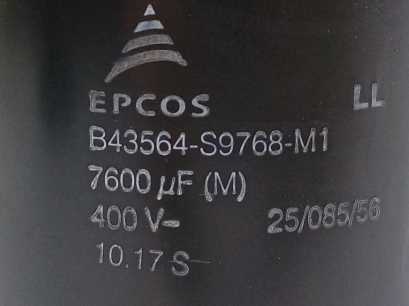 EPCOS LL
B43564-S9768-M1
7600 µF (M)
400 V- 25/085/56
10.17 S